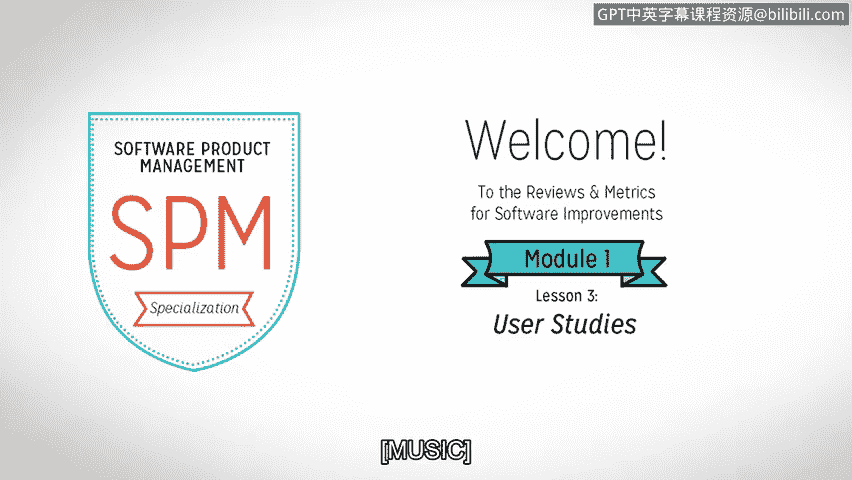 GPT中英字幕课程资源@bilibili.com
SOFTWARE PRODUCT
MANAGEMENT
SPM
Specialization
Welcome!
To the Reviews & Metrics
for Software Improvements
Module 1
Lesson 3:
User Studies
[MUSIC]